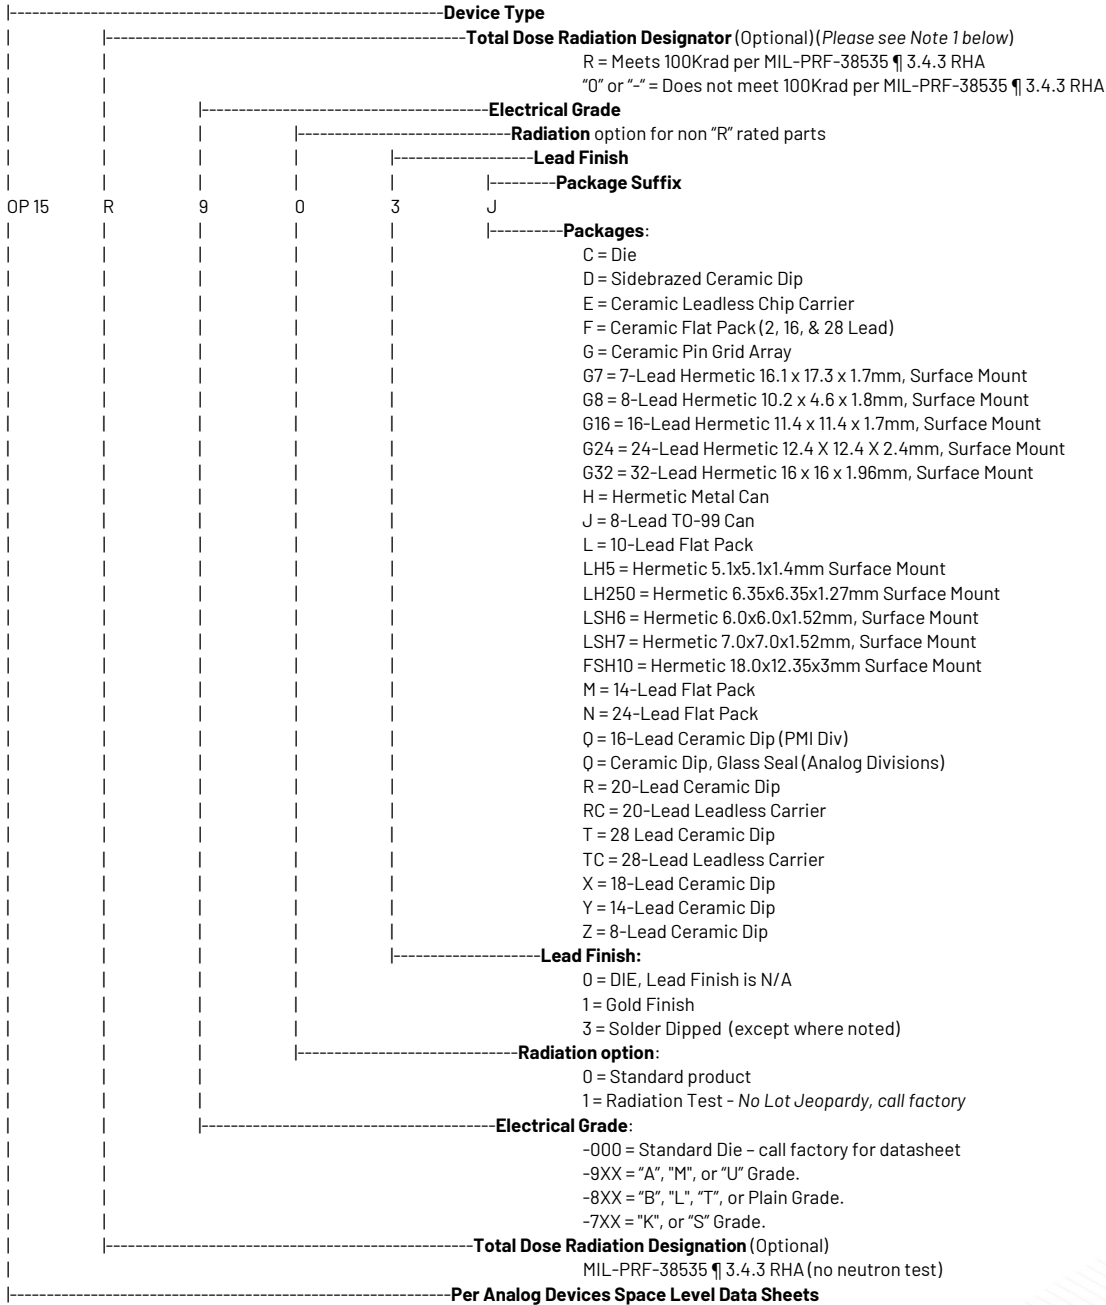 |-----------------------------------------------------------Device Type
| |-------------------------------------------------Total Dose Radiation Designator (Optional) (Please see Note 1 below)
| | R = Meets 100Krad per MIL-PRF-38535 ¶ 3.4.3 RHA
| | “0” or “-“ = Does not meet 100Krad per MIL-PRF-38535 ¶ 3.4.3 RHA
| | |---------------------------------------Electrical Grade
| | | |-----------------------------Radiation option for non “R” rated parts
| | | | |-------------------Lead Finish
| | | | | |---------Package Suffix
OP 15 R 9 0 3 J
| | | | | |----------Packages:
| | | | | C = Die
| | | | | D = Sidebrazed Ceramic Dip
| | | | | E = Ceramic Leadless Chip Carrier
| | | | | F = Ceramic Flat Pack (2, 16, & 28 Lead)
| | | | | G = Ceramic Pin Grid Array
| | | | | G7 = 7-Lead Hermetic 16.1 x 17.3 x 1.7mm, Surface Mount
| | | | | G8 = 8-Lead Hermetic 10.2 x 4.6 x 1.8mm, Surface Mount
| | | | | G16 = 16-Lead Hermetic 11.4 x 11.4 x 1.7mm, Surface Mount
| | | | | G24 = 24-Lead Hermetic 12.4 X 12.4 X 2.4mm, Surface Mount
| | | | | G32 = 32-Lead Hermetic 16 x 16 x 1.96mm, Surface Mount
| | | | | H = Hermetic Metal Can
| | | | | J = 8-Lead TO-99 Can
| | | | | L = 10-Lead Flat Pack
| | | | | LH5 = Hermetic 5.1x5.1x1.4mm Surface Mount
| | | | | LH250 = Hermetic 6.35x6.35x1.27mm Surface Mount
| | | | | LSH6 = Hermetic 6.0x6.0x1.52mm, Surface Mount
| | | | | LSH7 = Hermetic 7.0x7.0x1.52mm, Surface Mount
| | | | | FSH10 = Hermetic 18.0x12.35x3mm Surface Mount
| | | | | M = 14-Lead Flat Pack
| | | | | N = 24-Lead Flat Pack
| | | | | Q = 16-Lead Ceramic Dip (PMI Div)
| | | | | Q = Ceramic Dip, Glass Seal (Analog Divisions)
| | | | | R = 20-Lead Ceramic Dip
| | | | | RC = 20-Lead Leadless Carrier
| | | | | T = 28 Lead Ceramic Dip
| | | | | TC = 28-Lead Leadless Carrier
| | | | | X = 18-Lead Ceramic Dip
| | | | | Y = 14-Lead Ceramic Dip
| | | | | Z = 8-Lead Ceramic Dip
| | | | |--------------------Lead Finish:
| | | | 0 = DIE, Lead Finish is N/A
| | | | 1 = Gold Finish
| | | | 3 = Solder Dipped (except where noted)
| | | |------------------------------Radiation option:
| | | 0 = Standard product
| | | 1 = Radiation Test - No Lot Jeopardy, call factory
| | |----------------------------------------Electrical Grade:
| | -000 = Standard Die – call factory for datasheet
| | -9XX = “A”, "M", or “U” Grade.
| | -8XX = “B”, "L", “T”, or Plain Grade.
| | -7XX = "K", or “S” Grade.
| |--------------------------------------------------Total Dose Radiation Designation (Optional)
| MIL-PRF-38535 ¶ 3.4.3 RHA (no neutron test)
|------------------------------------------------------------Per Analog Devices Space Level Data Sheets